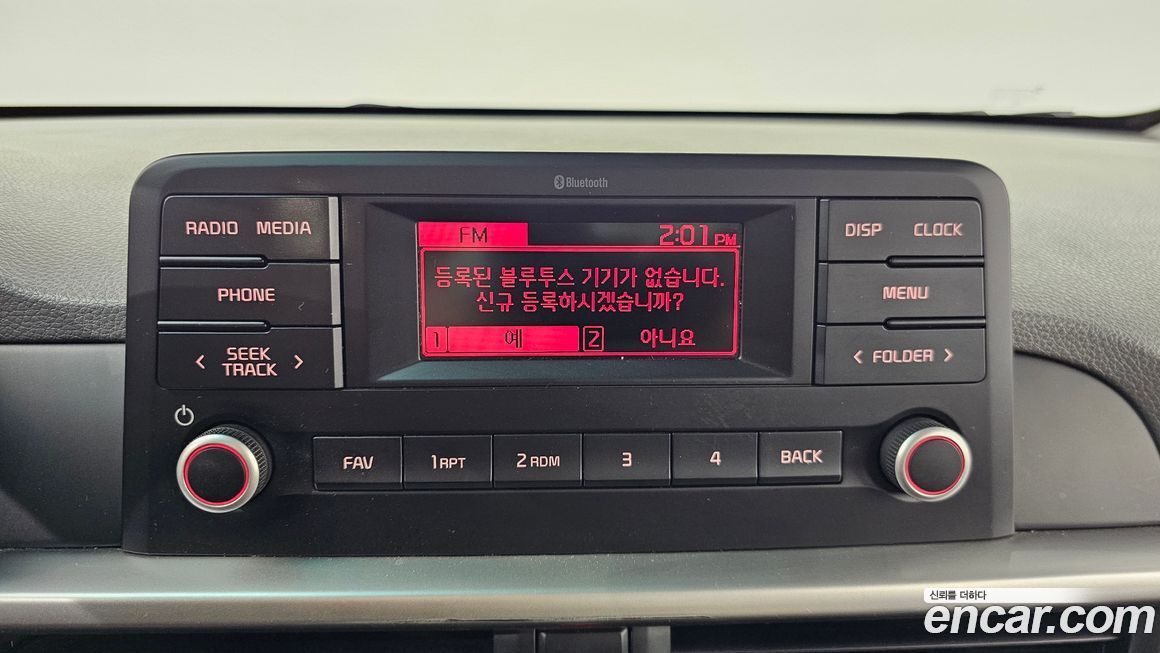 Bluetooth
RADIO MEDIA
PHONE
< SEEK TRACK >
FM 2:01 PM
등록된 블루투스 기기가 없습니다.
신규 등록하시겠습니까?
1 예 2 아니요
DISP CLOCK
MENU
< FOLDER >
FAV 1 RPT 2 RDM 3 4 BACK
신뢰를 더하다
encar.com